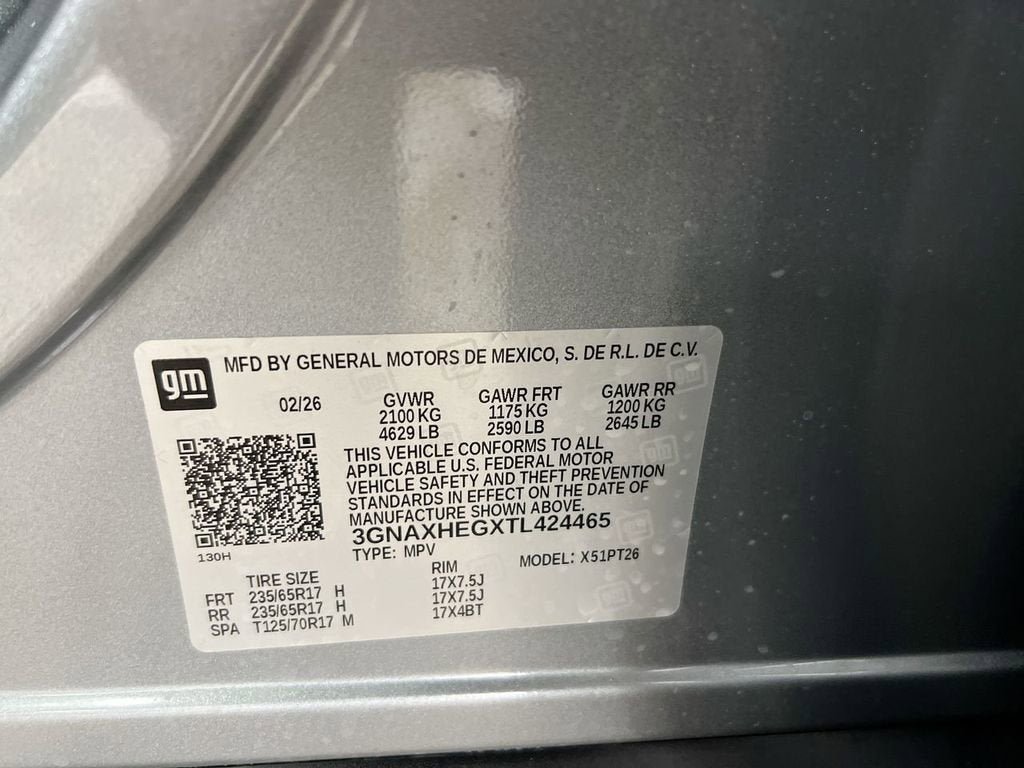 gm
MFD BY GENERAL MOTORS DE MEXICO, S. DE R.L. DE C.V.
02/26
GVWR GAWR FRT GAWR RR
2100 KG 1175 KG 1200 KG
4629 LB 2590 LB 2645 LB
THIS VEHICLE CONFORMS TO ALL
APPLICABLE U.S. FEDERAL MOTOR
VEHICLE SAFETY AND THEFT PREVENTION
STANDARDS IN EFFECT ON THE DATE OF
MANUFACTURE SHOWN ABOVE.
3GNAXHEGXTL424465
130H
TYPE: MPV MODEL: X51PT26
TIRE SIZE RIM
FRT 235/65R17 H 17X7.5J
RR 235/65R17 H 17X7.5J
SPA T125/70R17 M 17X4BT